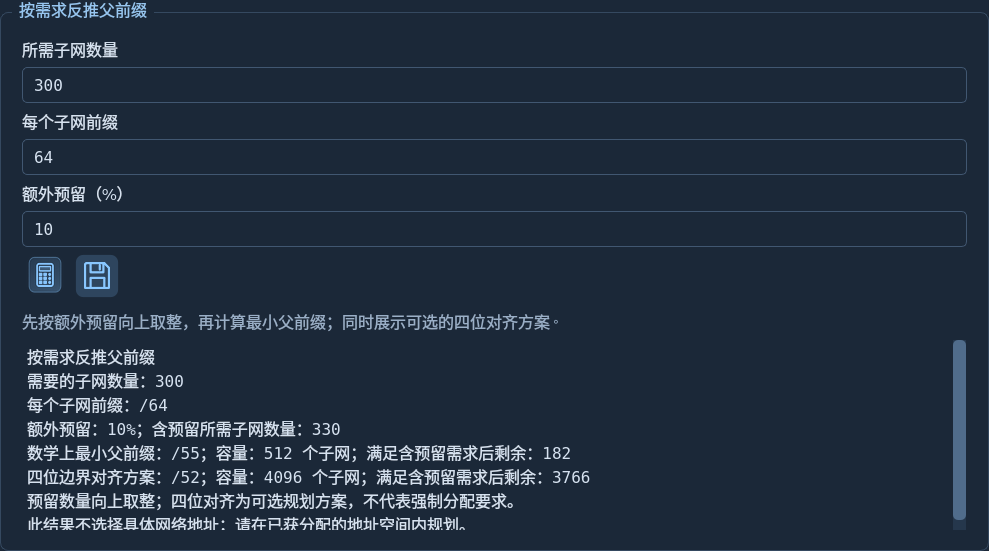 按需求反推父前缀
所需子网数量
300
每个子网前缀
64
额外预留（%）
10
先按额外预留向上取整，再计算最小父前缀；同时展示可选的四位对齐方案。
按需求反推父前缀
需要的子网数量：300
每个子网前缀：/64
额外预留：10%；含预留所需子网数量：330
数学上最小父前缀：/55；容量：512 个子网；满足含预留需求后剩余：182
四位边界对齐方案：/52；容量：4096 个子网；满足含预留需求后剩余：3766
预留数量向上取整；四位对齐为可选规划方案，不代表强制分配要求。
此结果不选择具体网络地址；请在已获分配的地址空间内规划。